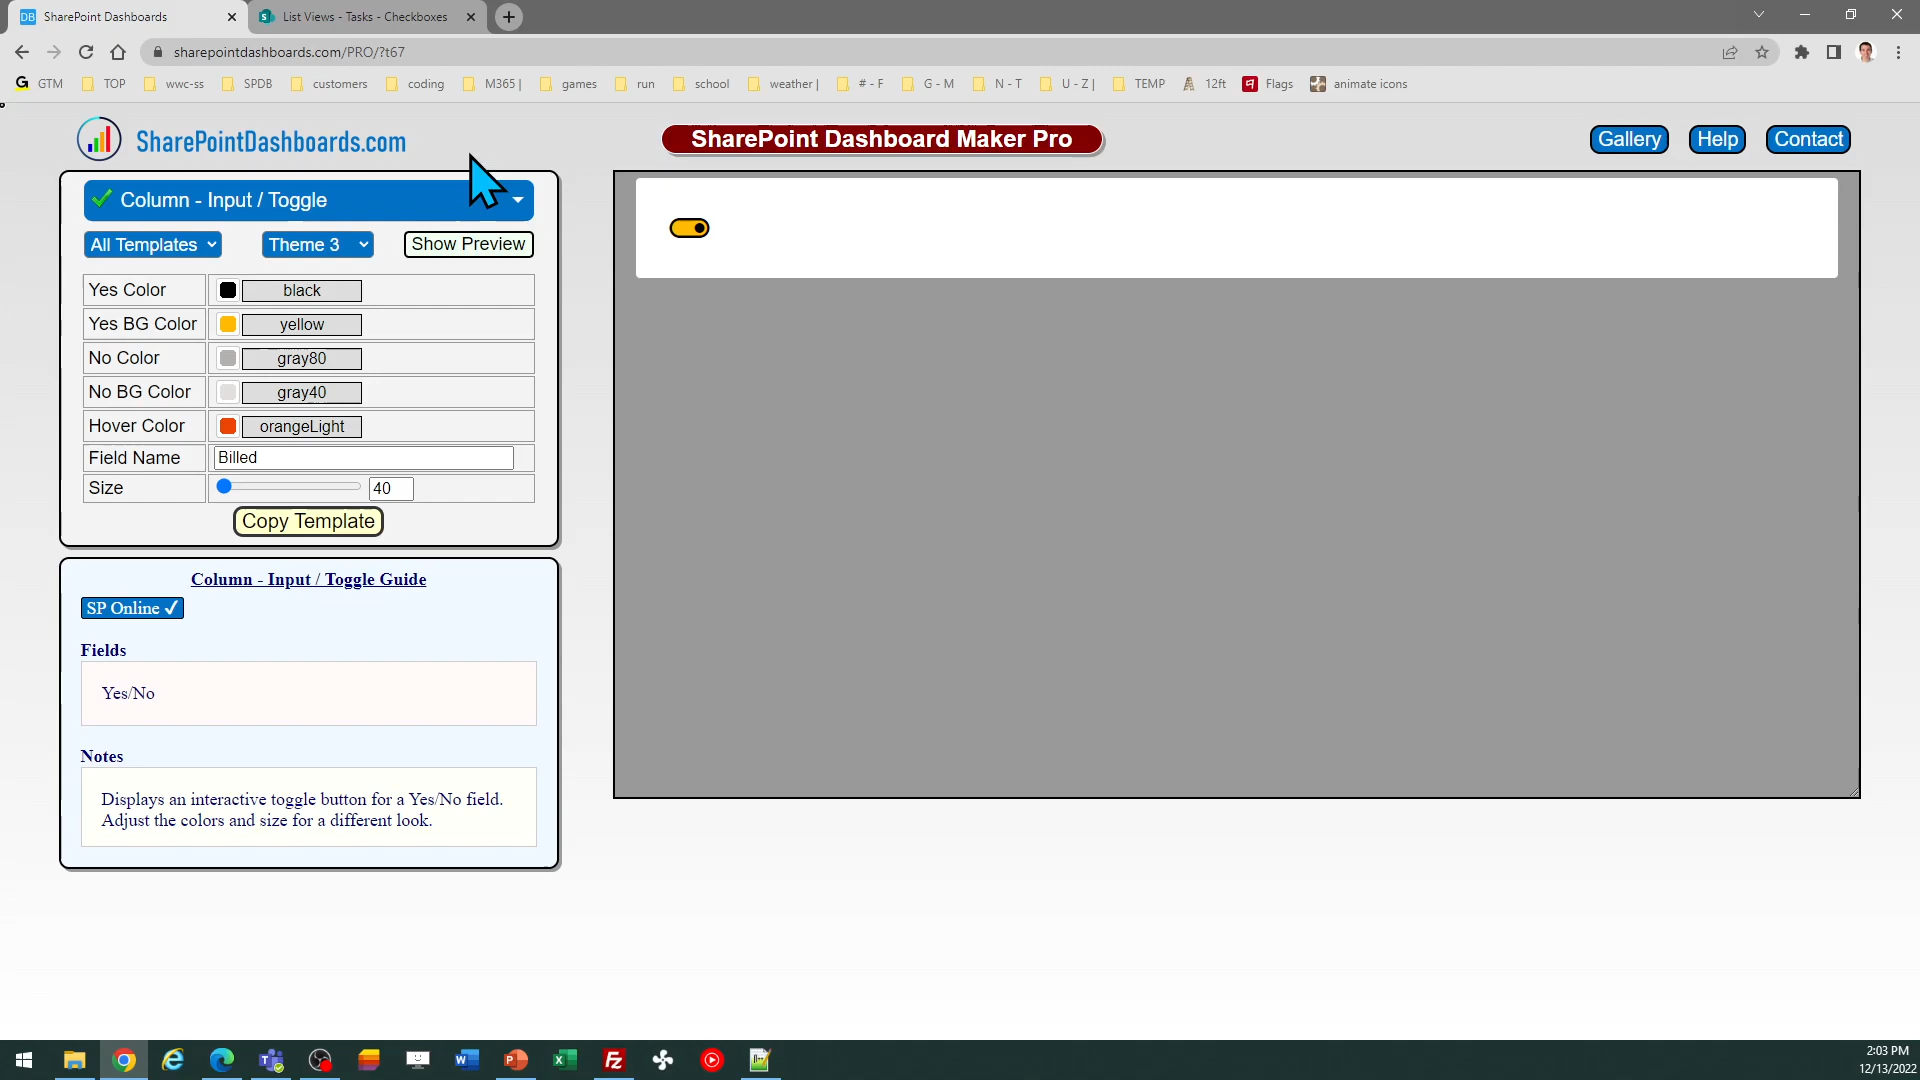 SharePoint Dashboards
List Views - Tasks - Checkboxes
sharepointdashboards.com/PRO/?t67
GTM TOP wwc-ss SPDB customers coding M365 | games run school weather | # - F G - M N - T U - Z | TEMP 12ft Flags animate icons
SharePointDashboards.com
SharePoint Dashboard Maker Pro
Gallery Help Contact
Column - Input / Toggle
All Templates Theme 3 Show Preview
Yes Color black
Yes BG Color yellow
No Color gray80
No BG Color gray40
Hover Color orangeLight
Field Name Billed
Size 40
Copy Template
Column - Input / Toggle Guide
SP Online ✓
Fields
Yes/No
Notes
Displays an interactive toggle button for a Yes/No field.
Adjust the colors and size for a different look.
2:03 PM
12/13/2022